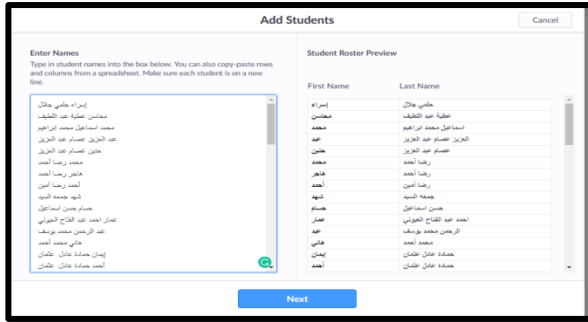 Add Students
Cancel
Enter Names
Type in student names into the box below. You can also copy-paste rows
and columns from a spreadsheet. Make sure each student is on a new
line.
إسراء حلمي جلال
محاسن عطية عبد اللطيف
محمد اسماعيل محمد ابراهيم
عبد العزيز عصام عبد العزيز
حنين عصام عبد العزيز
محمد رضا أحمد
هاجر رضا أحمد
أحمد رضا أمين
شهد جمعه السيد
حسام حسن اسماعيل
عمار احمد عبد الفتاح العيوني
عبد الرحمن محمد يوسف
هاني محمد أحمد
إيمان حمادة عادل عثمان
أحمد حمادة عادل عثمان
Student Roster Preview
First Name Last Name
إسراء حلمي جلال
محاسن عطية عبد اللطيف
محمد اسماعيل محمد ابراهيم
عبد العزيز عصام عبد العزيز
حنين عصام عبد العزيز
محمد رضا أحمد
هاجر رضا أحمد
أحمد رضا أمين
شهد جمعه السيد
حسام حسن اسماعيل
عمار احمد عبد الفتاح العيوني
عبد الرحمن محمد يوسف
هاني محمد أحمد
إيمان حمادة عادل عثمان
أحمد حمادة عادل عثمان
Next